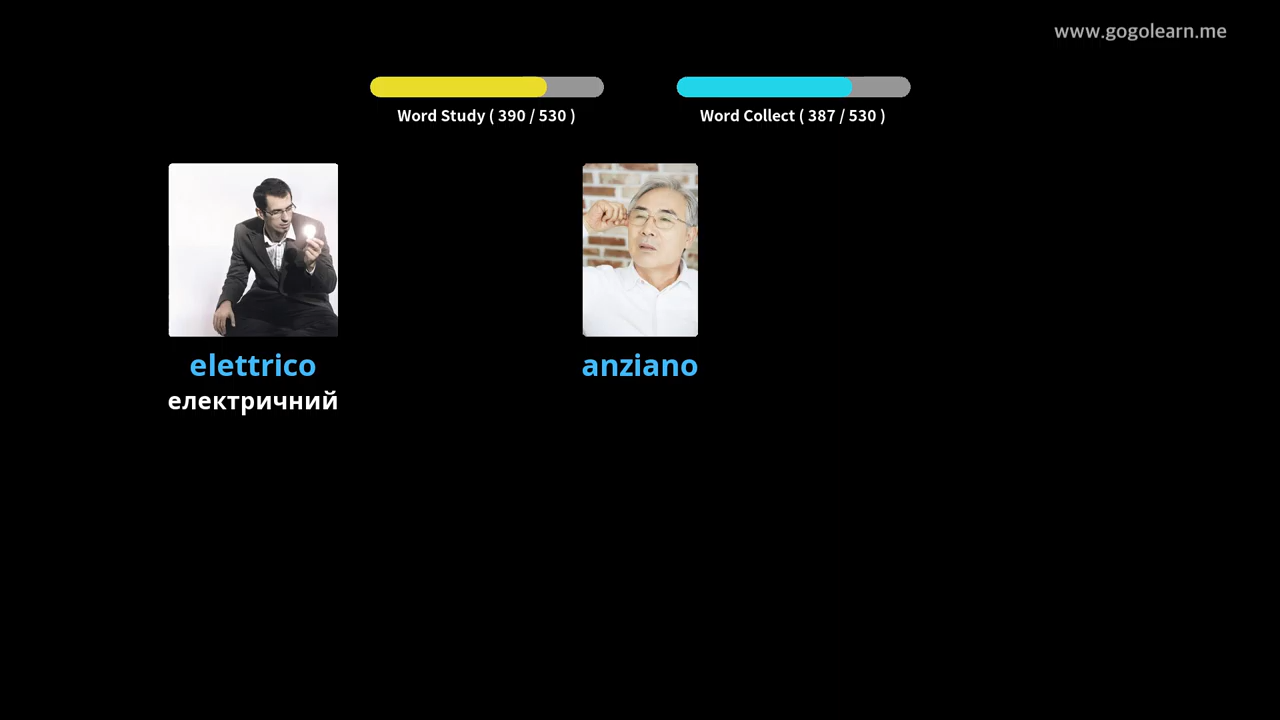 www.gogolearn.me
Word Study ( 390 / 530 )
Word Collect ( 387 / 530 )
elettrico
електричний
anziano